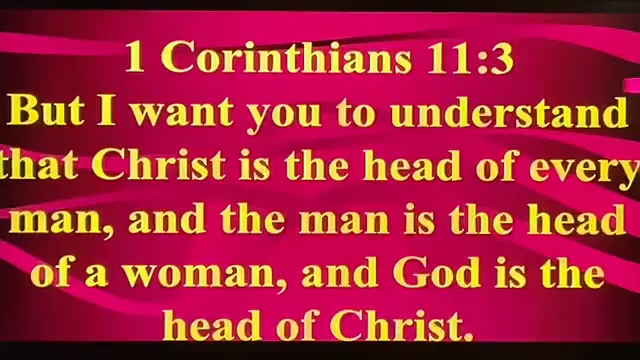 1 Corinthians 11:3
But I want you to understand
that Christ is the head of every
man, and the man is the head
of a woman, and God is the
head of Christ.